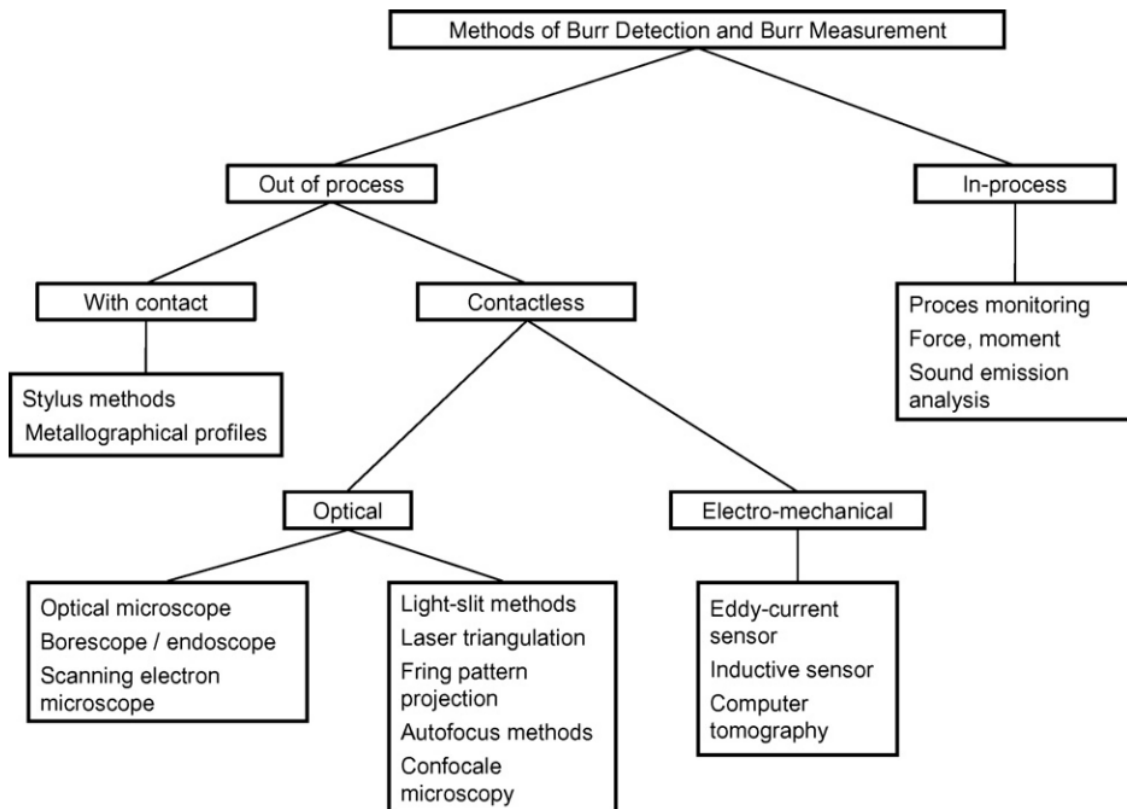 Methods of Burr Detection and Burr Measurement
Out of process
In-process
With contact
Contactless
Proces monitoring
Force, moment
Sound emission
analysis
Stylus methods
Metallographical profiles
Optical
Electro-mechanical
Optical microscope
Borescope / endoscope
Scanning electron
microscope
Light-slit methods
Laser triangulation
Fring pattern
projection
Autofocus methods
Confocale
microscopy
Eddy-current
sensor
Inductive sensor
Computer
tomography